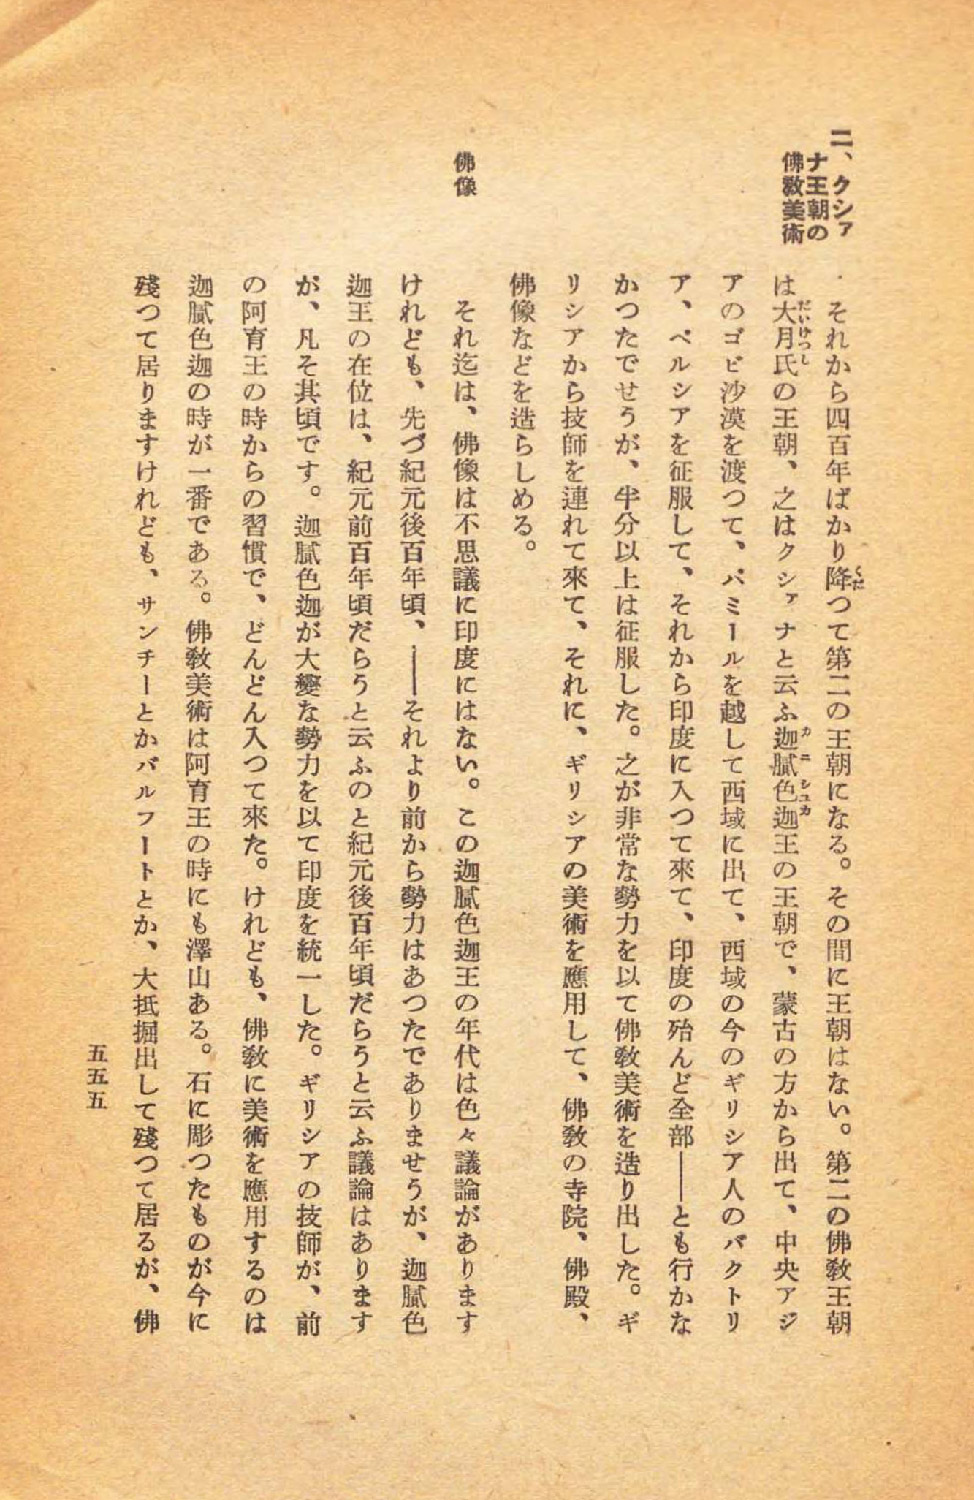 二、クシァ
ナ王朝の
佛教美術
それから四百年ばかり降つて第二の王朝になる。その間に王朝はない。第二の佛教王朝
は大月氏の王朝、之はクシァナと云ふ迦膩色迦王の王朝で、蒙古の方から出て、中央アジ
アのゴビ沙漠を渡つて、パミールを越して西域に出て、西域の今のギリシア人のバクトリ
ア、ペルシアを征服して、それから印度に入つて來て、印度の殆んど全部――とも行かな
かつたでせうが、半分以上は征服した。之が非常な勢力を以て佛教美術を造り出した。ギ
リシアから技師を連れて來て、それに、ギリシアの美術を應用して、佛教の寺院、佛殿、
佛像などを造らしめる。
佛像
それ迄は、佛像は不思議に印度にはない。この迦膩色迦王の年代は色々議論があります
けれども、先づ紀元後百年頃、――それより前から勢力はあつたでありませうが、迦膩色
迦王の在位は、紀元前百年頃だらうと云ふのと紀元後百年頃だらうと云ふ議論はあります
が、凡そ其頃です。迦膩色迦が大變な勢力を以て印度を統一した。ギリシアの技師が、前
の阿育王の時からの習慣で、どんどん入つて來た。けれども、佛教に美術を應用するのは
迦膩色迦の時が一番である。佛教美術は阿育王の時にも澤山ある。石に彫つたものが今に
殘つて居りますけれども、サンチーとかバルフートとか、大抵掘出して殘つて居るが、佛
五五五